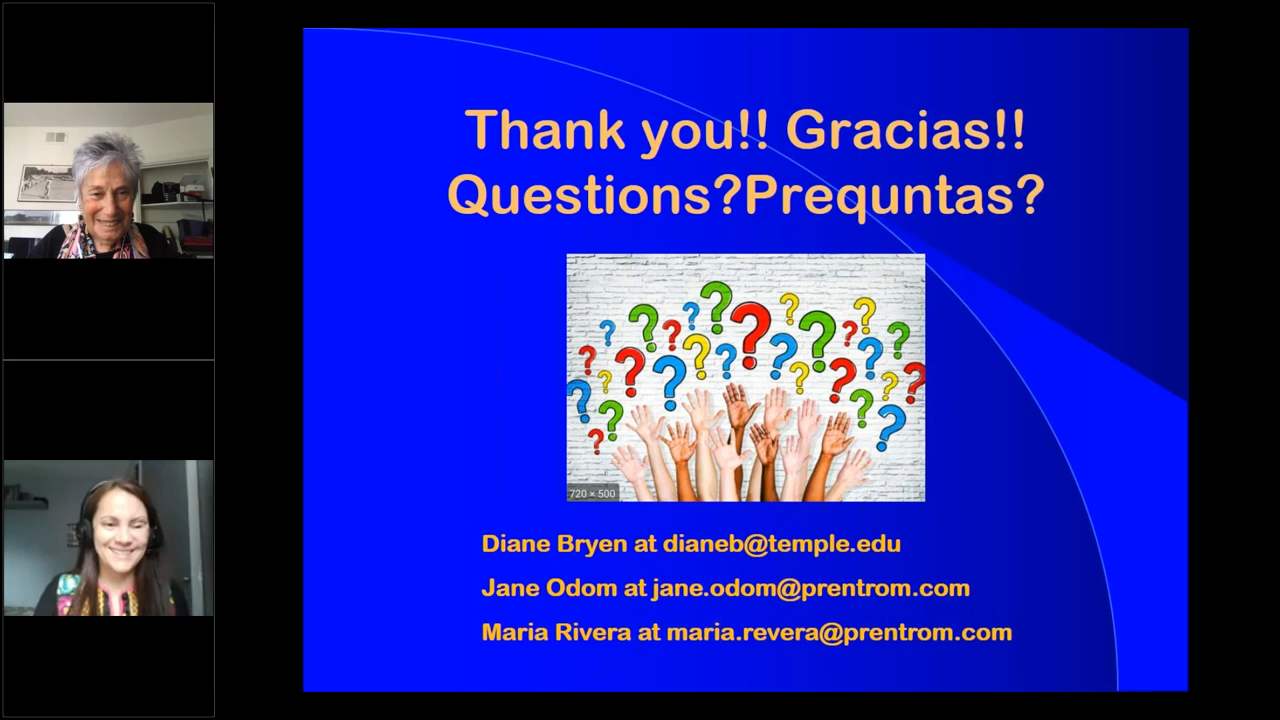 Thank you!! Gracias!!
Questions?Prequntas?
720 × 500
Diane Bryen at dianeb@temple.edu
Jane Odom at jane.odom@prentrom.com
Maria Rivera at maria.revera@prentrom.com